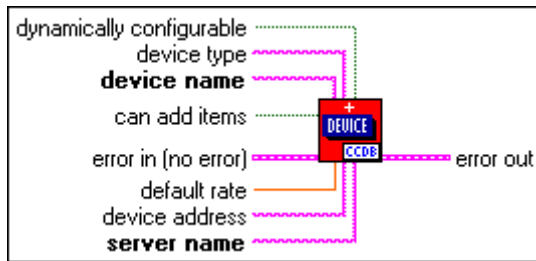 dynamically configurable
device type
device name
can add items
+
DEVICE
CCDB
error in (no error)
error out
default rate
device address
server name